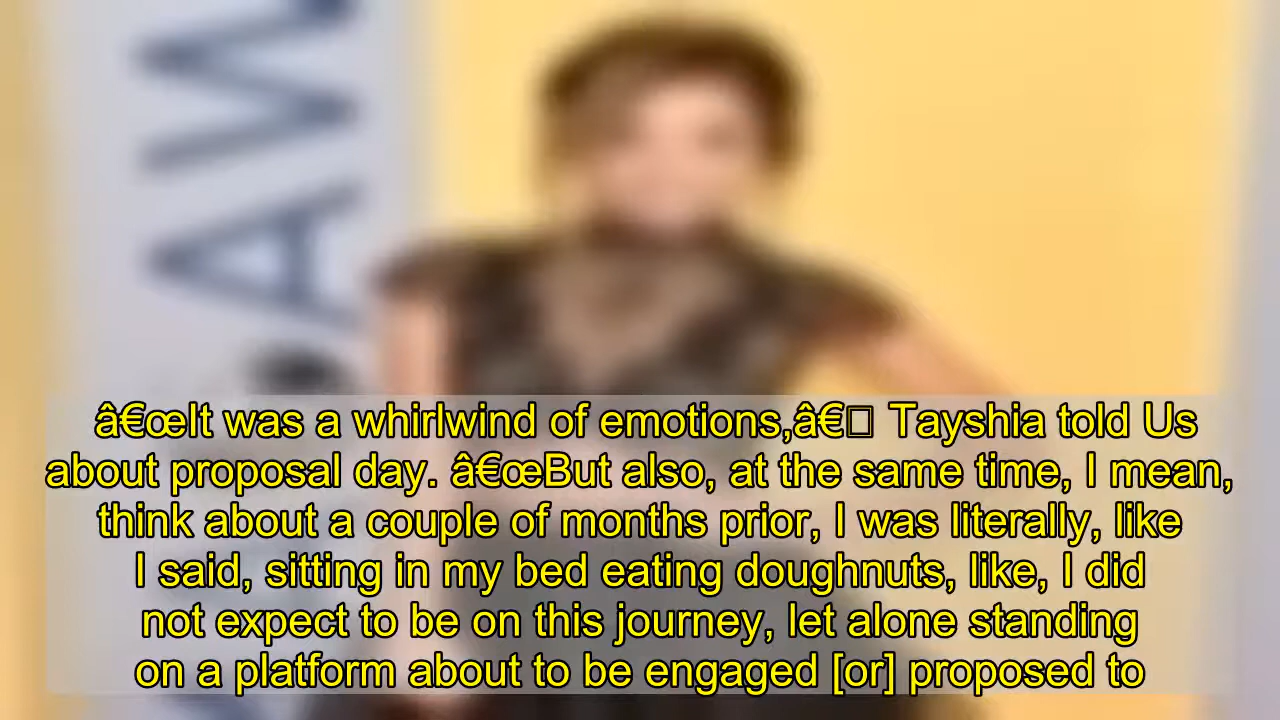 â€œIt was a whirlwind of emotions,â€□ Tayshia told Us
about proposal day. â€œBut also, at the same time, I mean,
think about a couple of months prior, I was literally, like
I said, sitting in my bed eating doughnuts, like, I did
not expect to be on this journey, let alone standing
on a platform about to be engaged [or] proposed to
AW